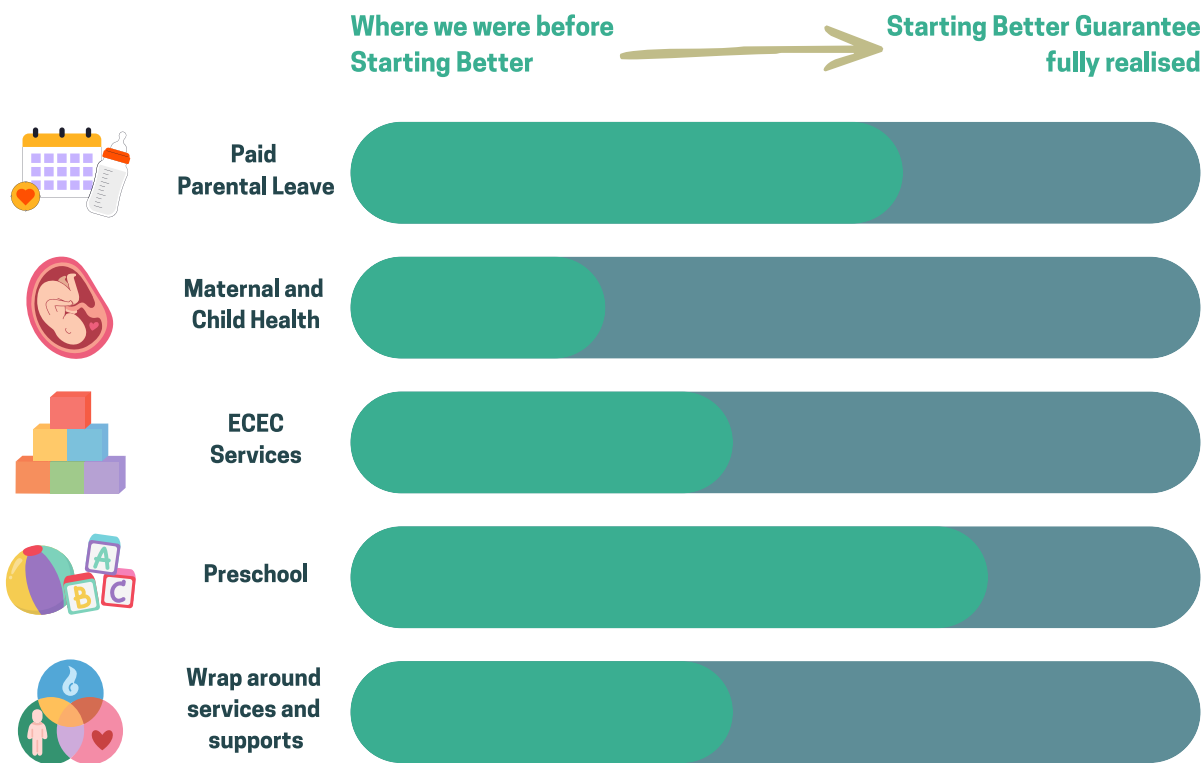 Where we were before
Starting Better
Starting Better Guarantee
fully realised
Paid
Parental Leave
Maternal and
Child Health
ECEC
Services
A
B
C
Preschool
Wrap around
services and
supports